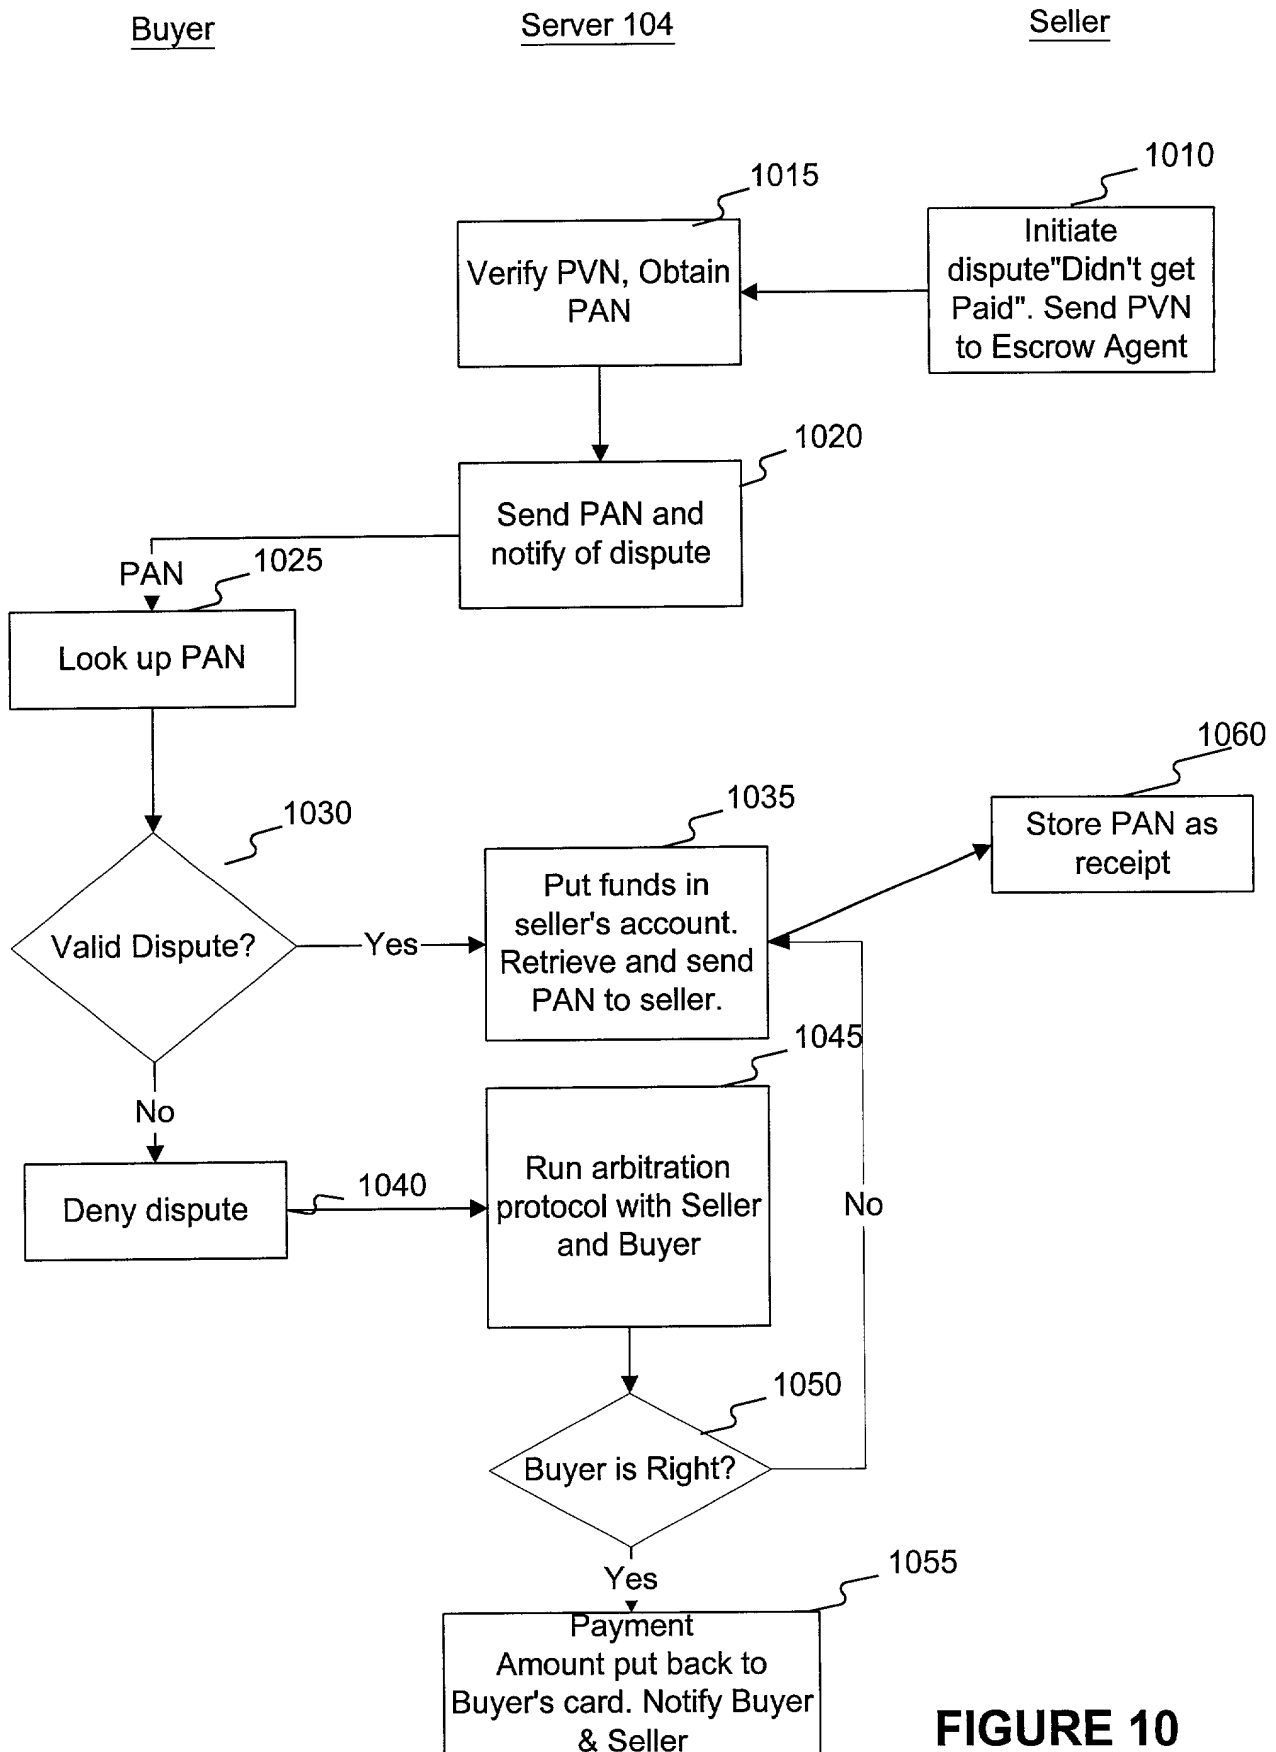 Buyer
Server 104
Seller
1010
1015
Initiate
dispute"Didn't get
Paid". Send PVN
to Escrow Agent
Verify PVN, Obtain
PAN
1020
Send PAN and
notify of dispute
PAN
1025
Look up PAN
1060
Store PAN as
receipt
1030
1035
Valid Dispute?
Yes
Put funds in
seller's account.
Retrieve and send
PAN to seller.
1045
No
Deny dispute
1040
Run arbitration
protocol with Seller
and Buyer
No
1050
Buyer is Right?
Yes
1055
Payment
Amount put back to
Buyer's card. Notify Buyer
& Seller
FIGURE 10